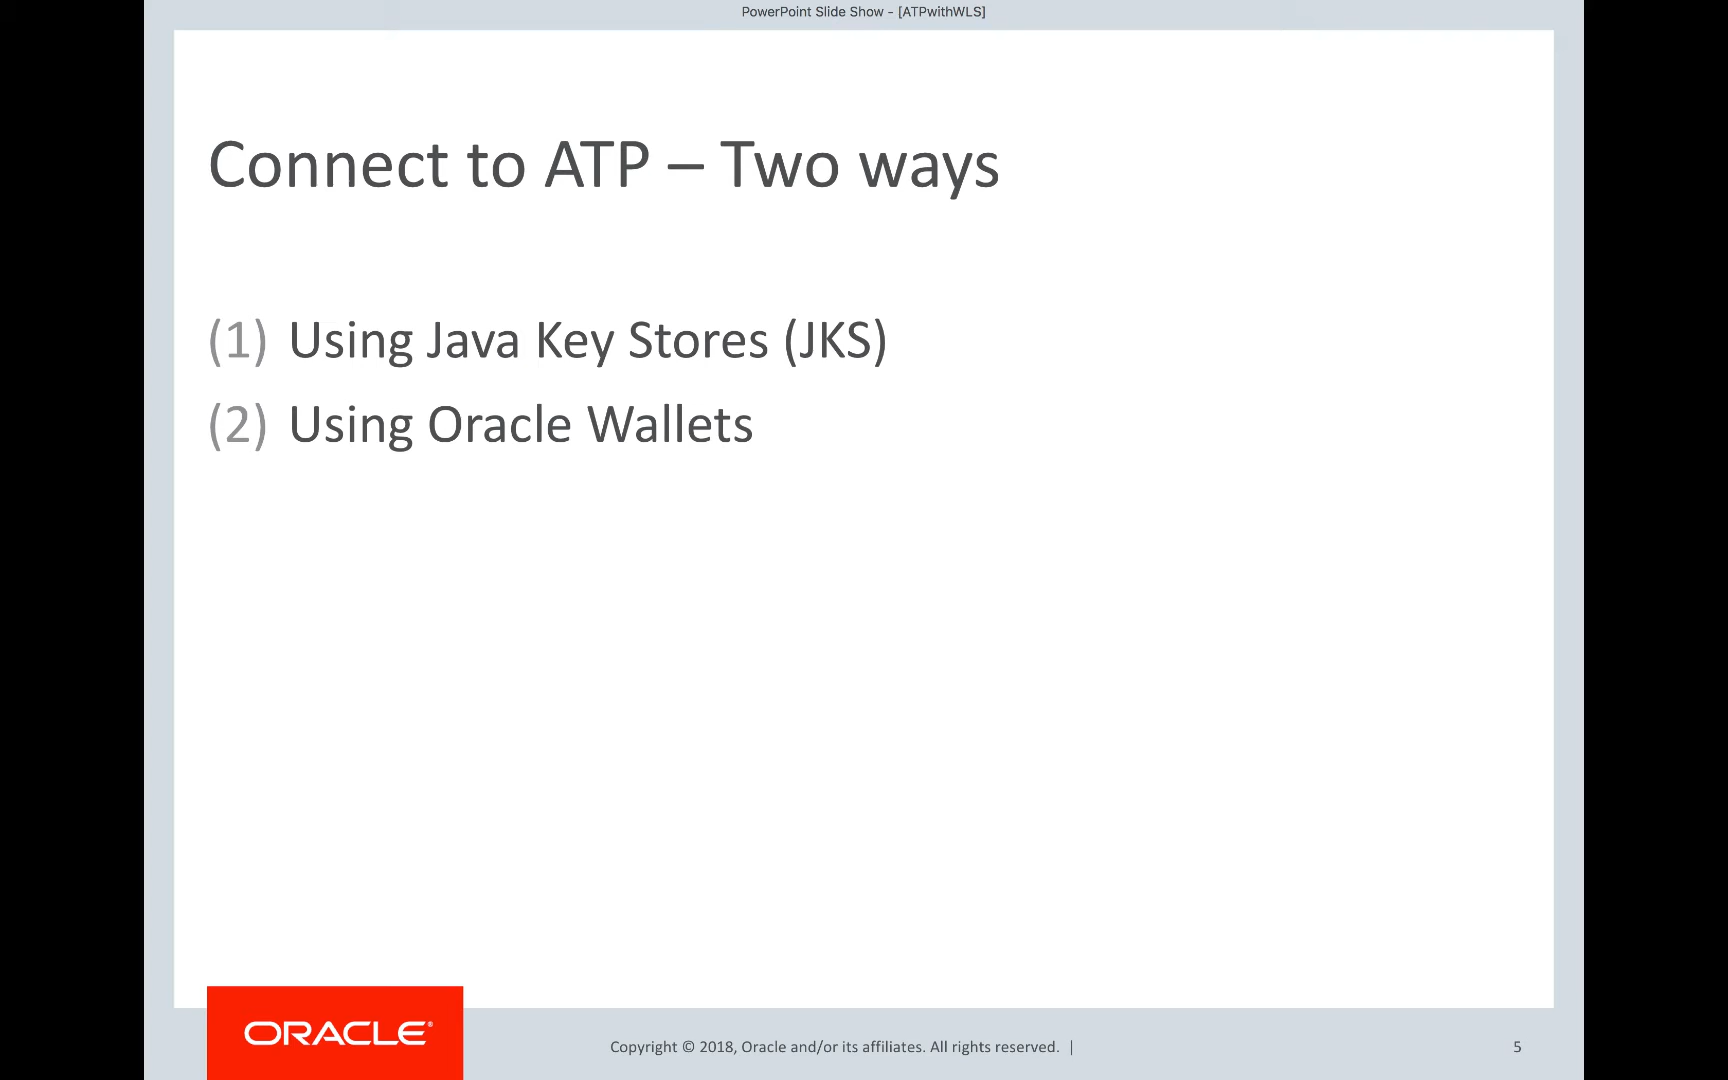 PowerPoint Slide Show - [ATPwithWLS]
Connect to ATP – Two ways
(1) Using Java Key Stores (JKS)
(2) Using Oracle Wallets
ORACLE®
Copyright © 2018, Oracle and/or its affiliates. All rights reserved. |
5